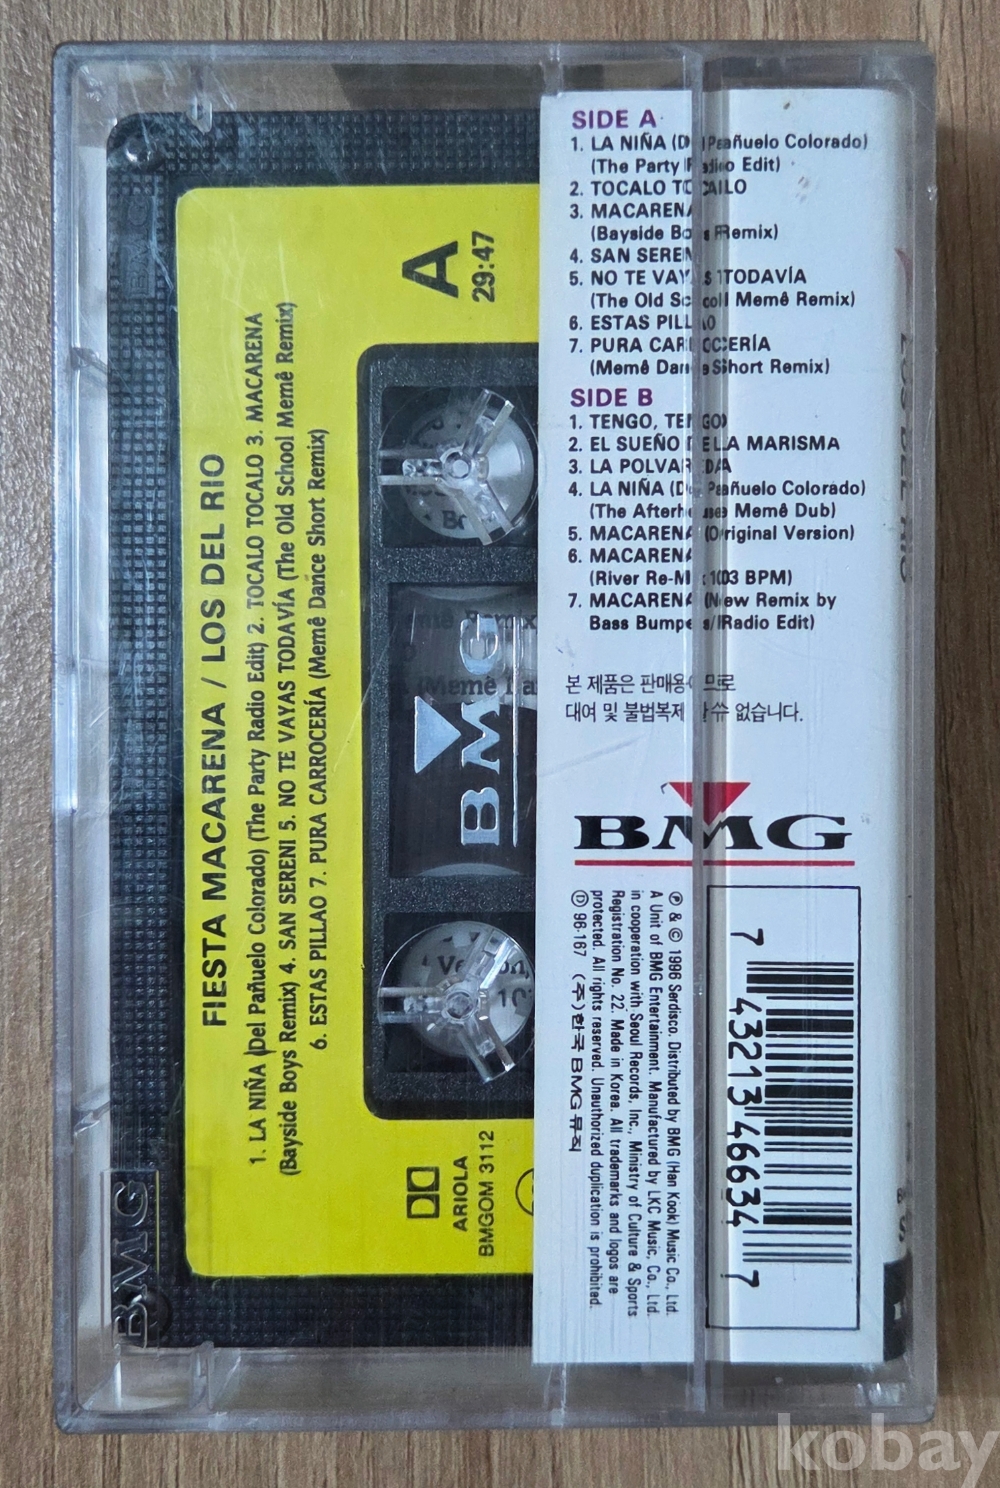 SIDE A
1. LA NIÑA (Del Pañuelo Colorado)
(The Party Radio Edit)
2. TOCALO TOCALO
3. MACARENA
(Bayside Boys Remix)
4. SAN SERENI
5. NO TE VAYAS TODAVÍA
(The Old School Memê Remix)
6. ESTAS PILLAO
7. PURA CARROCERÍA
(Memê Dance Short Remix)
SIDE B
1. TENGO, TENGO
2. EL SUEÑO DE LA MARISMA
3. LA POLVAREDA
4. LA NIÑA (Del Pañuelo Colorado)
(The Afterhouse Memê Dub)
5. MACARENA (Original Version)
6. MACARENA
(River Re-Mix 103 BPM)
7. MACARENA (New Remix by
Bass Bumpers/Radio Edit)
본 제품은 판매용이므로
대여 및 불법복제 할 수 없습니다.
BMG
Ⓟ & © 1996 Serdisco. Distributed by BMG (Han Kook) Music Co., Ltd.
A Unit of BMG Entertainment. Manufactured by LKC Music, Co., Ltd.
in cooperation with Seoul Records, Inc., Ministry of Culture & Sports
Registration No. 22. Made in Korea. All trademarks and logos are
protected. All rights reserved. Unauthorized duplication is prohibited.
Ⓓ 96-167 (주)한국 BMG 뮤직
7 43213 46634 7
FIESTA MACARENA / LOS DEL RIO
1. LA NIÑA (Del Pañuelo Colorado) (The Party Radio Edit) 2. TOCALO TOCALO 3. MACARENA
(Bayside Boys Remix) 4. SAN SERENI 5. NO TE VAYAS TODAVÍA (The Old School Memê Remix)
6. ESTAS PILLAO 7. PURA CARROCERÍA (Memê Dance Short Remix)
A
29:47
ARIOLA
BMGOM 3112
BMG
BMG
LOS DEL RIO
kobay